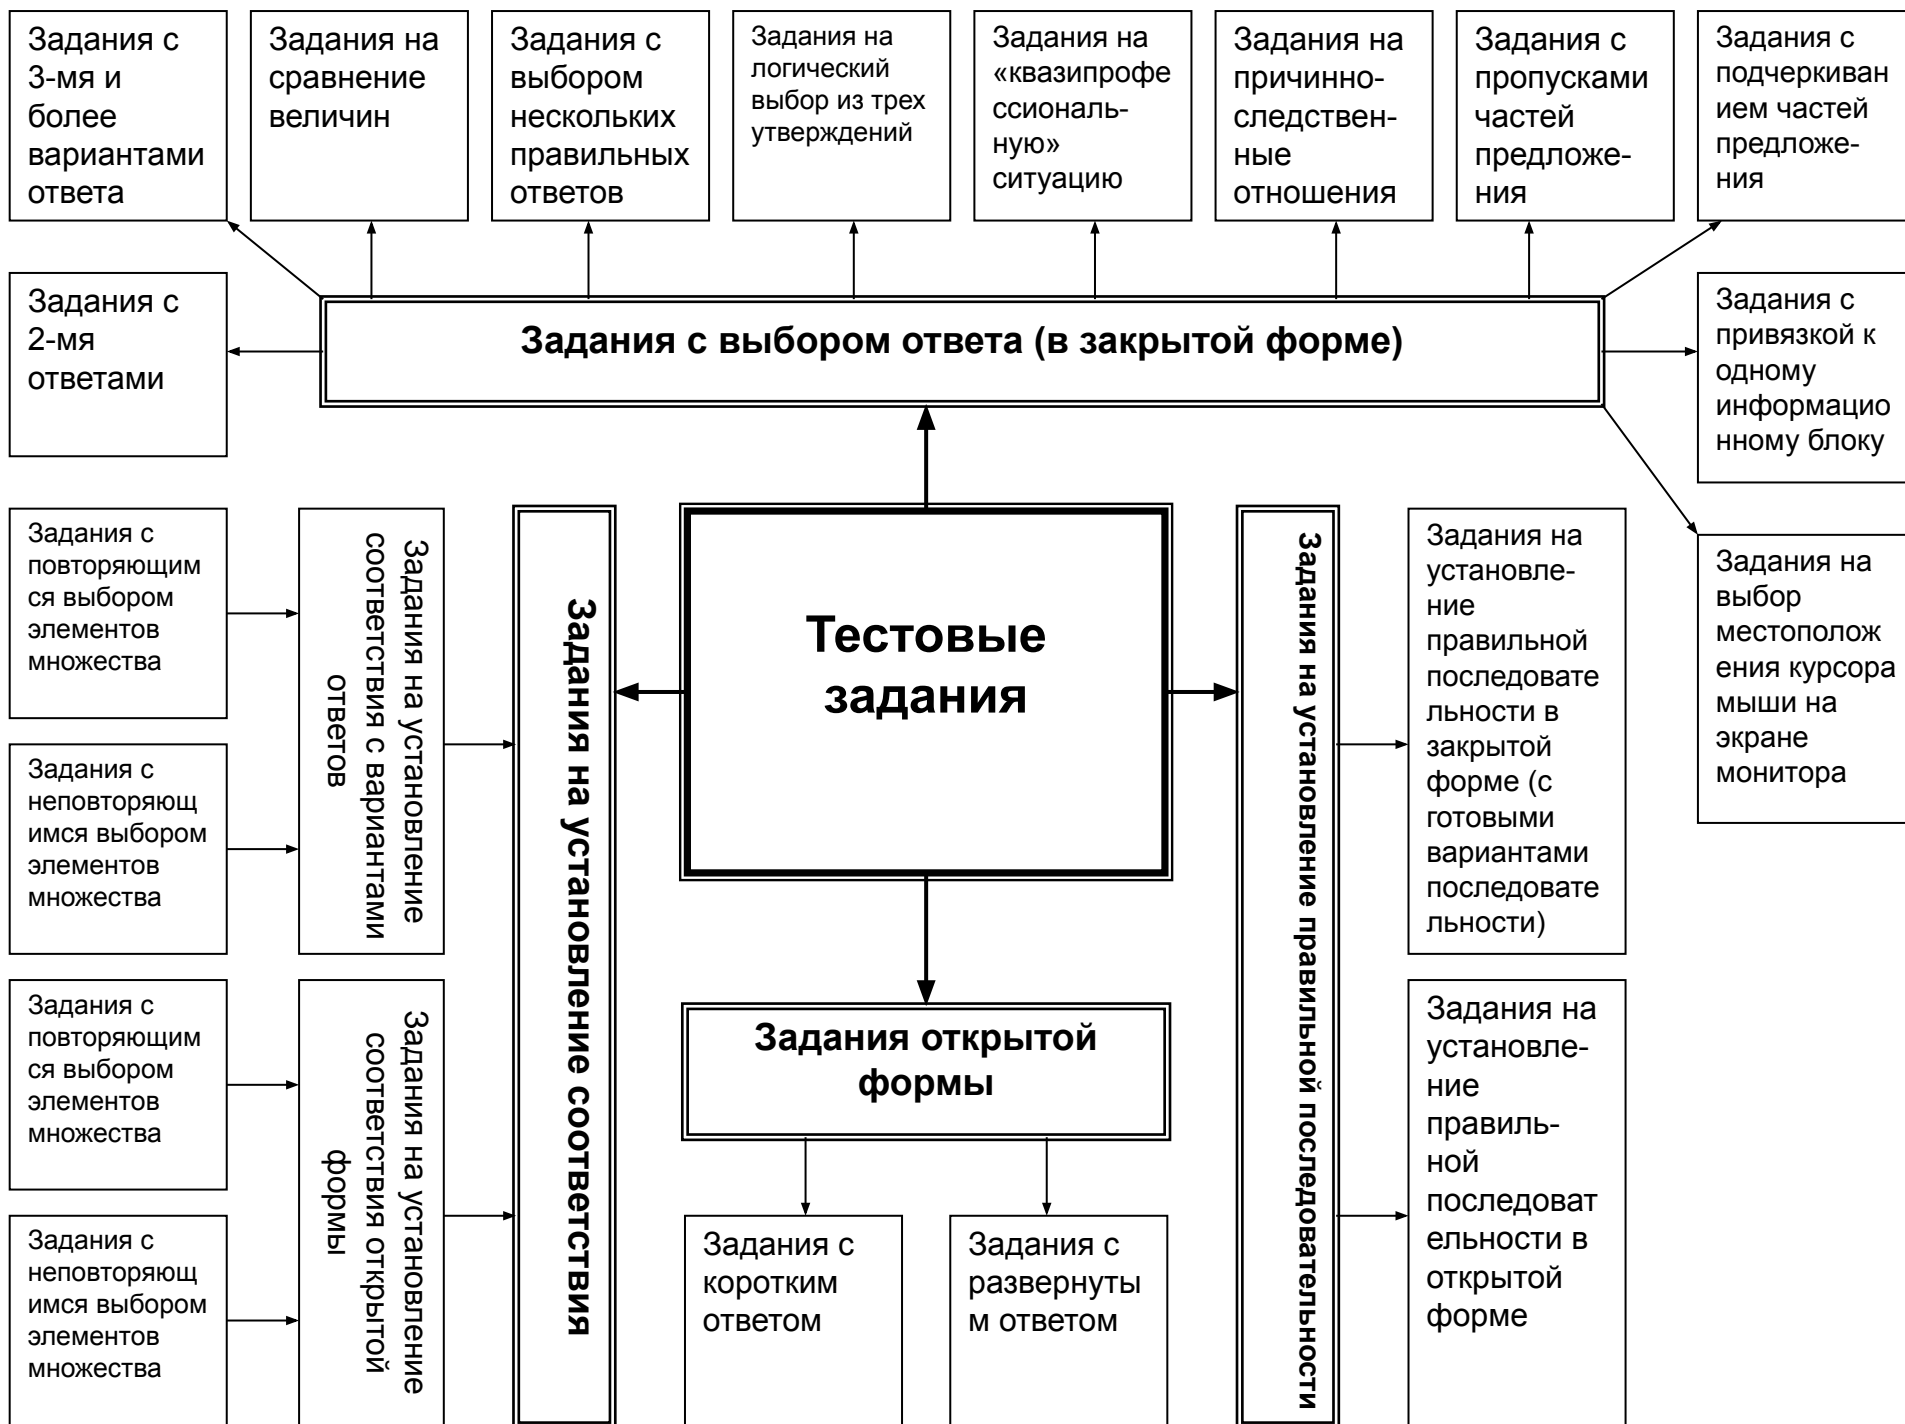 Задания с
3-мя и
более
вариантами
ответа
Задания на
сравнение
величин
Задания с
выбором
нескольких
правильных
ответов
Задания на
логический
выбор из трех
утверждений
Задания на
«квазипрофе
ссиональ-
ную»
ситуацию
Задания на
причинно-
следствен-
ные
отношения
Задания с
пропусками
частей
предложе-
ния
Задания с
подчеркиван
ием частей
предложе-
ния
Задания с
2-мя
ответами
Задания с выбором ответа (в закрытой форме)
Задания с
привязкой к
одному
информацио
нному блоку
Задания на
выбор
местополож
ения курсора
мыши на
экране
монитора
Задания с
повторяющим
ся выбором
элементов
множества
Задания с
неповторяющ
имся выбором
элементов
множества
Задания на установление
соответствия с вариантами
ответов
Задания с
повторяющим
ся выбором
элементов
множества
Задания с
неповторяющ
имся выбором
элементов
множества
Задания на установление
соответствия открытой
формы
Задания на установление соответствия
Тестовые
задания
Задания открытой
формы
Задания с
коротким
ответом
Задания с
развернуты
м ответом
Задания на установление правильной последовательности
Задания на
установле-
ние
правильной
последовате
льности в
закрытой
форме (с
готовыми
вариантами
последовате
льности)
Задания на
установле-
ние
правиль-
ной
последоват
ельности в
открытой
форме